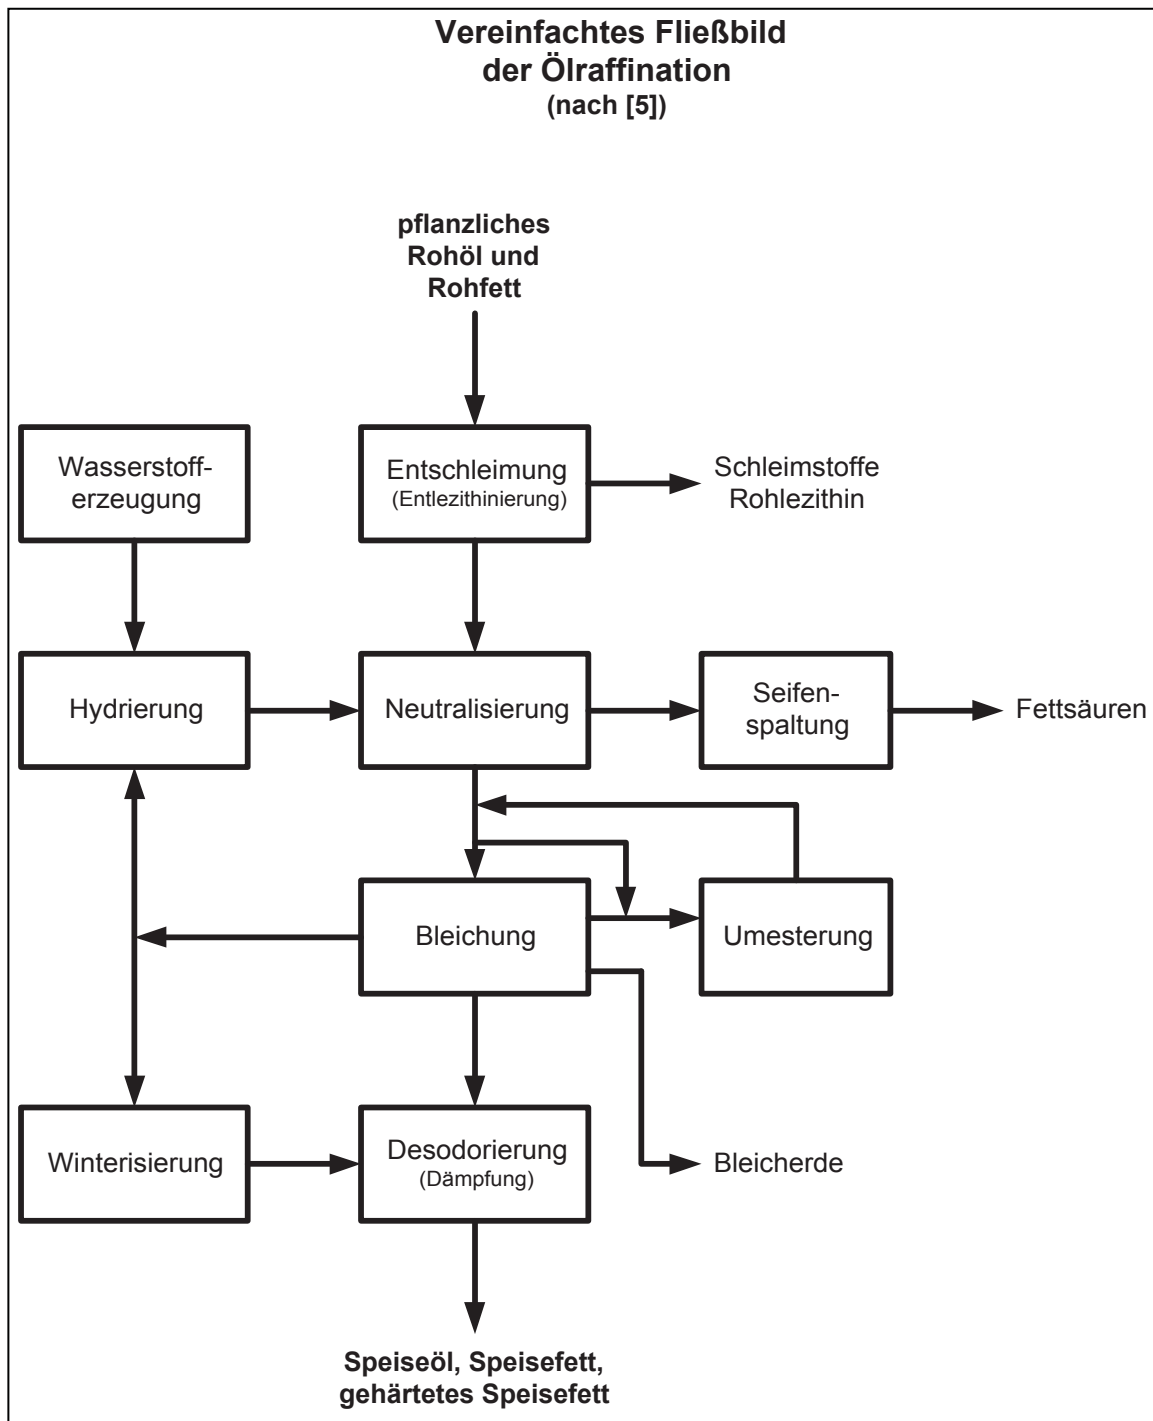 Vereinfachtes Fließbild
der Ölraffination
(nach [5])
pflanzliches
Rohöl und
Rohfett
Wasserstoff-
erzeugung
Entschleimung
(Entlezithinierung)
Schleimstoffe
Rohlezithin
Hydrierung
Neutralisierung
Seifen-
spaltung
Fettsäuren
Bleichung
Umesterung
Winterisierung
Desodorierung
(Dämpfung)
Bleicherde
Speiseöl, Speisefett,
gehärtetes Speisefett